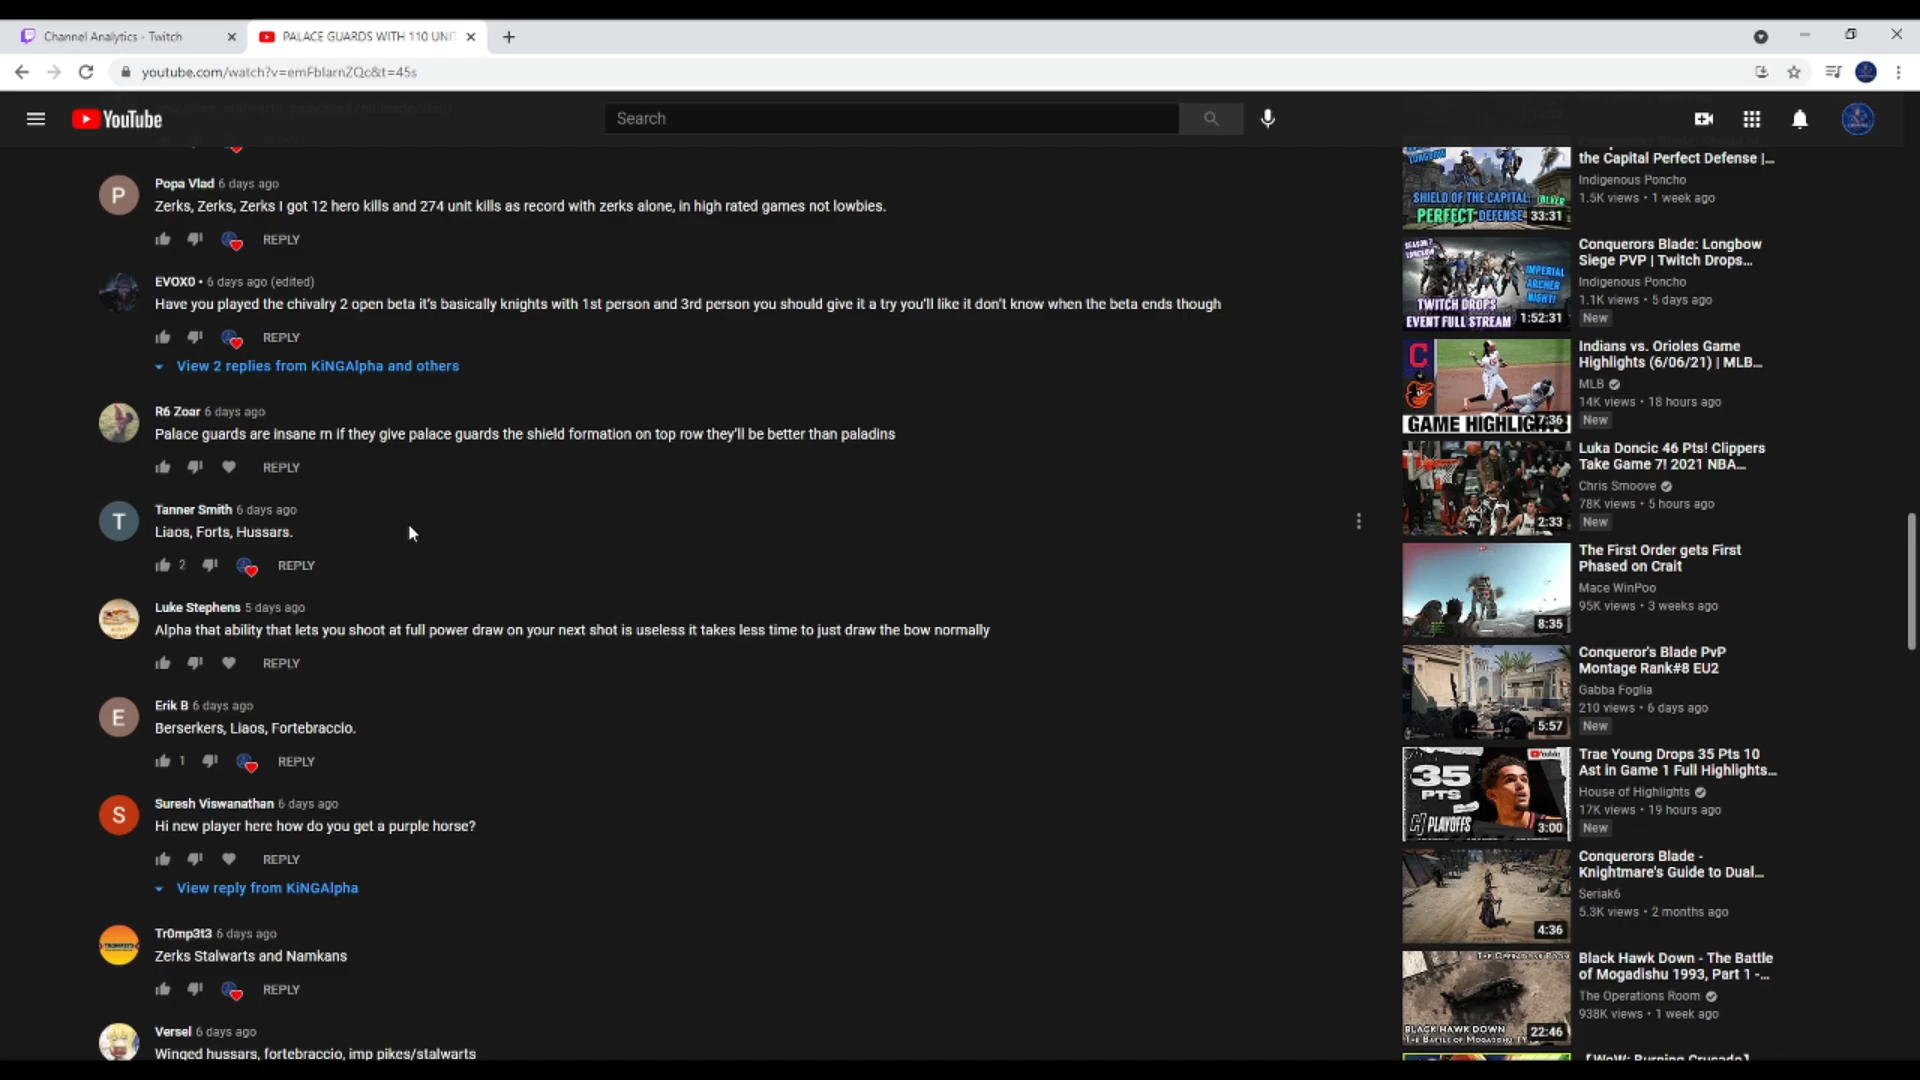 Channel Analytics - Twitch
PALACE GUARDS WITH 110 UNIT
youtube.com/watch?v=emFbIarnZQc&t=45s
YouTube
Search
Popa Vlad 6 days ago
Zerks, Zerks, Zerks I got 12 hero kills and 274 unit kills as record with zerks alone, in high rated games not lowbies.
REPLY
EVOX0 • 6 days ago (edited)
Have you played the chivalry 2 open beta it's basically knights with 1st person and 3rd person you should give it a try you'll like it don't know when the beta ends though
REPLY
View 2 replies from KiNGAlpha and others
R6 Zoar 6 days ago
Palace guards are insane rn if they give palace guards the shield formation on top row they'll be better than paladins
REPLY
T
Tanner Smith 6 days ago
Liaos, Forts, Hussars.
2 REPLY
Luke Stephens 5 days ago
Alpha that ability that lets you shoot at full power draw on your next shot is useless it takes less time to just draw the bow normally
REPLY
E
Erik B 6 days ago
Berserkers, Liaos, Fortebraccio.
1 REPLY
S
Suresh Viswanathan 6 days ago
Hi new player here how do you get a purple horse?
REPLY
View reply from KiNGAlpha
Tr0mp3t3 6 days ago
Zerks Stalwarts and Namkans
REPLY
Versel 6 days ago
Winged hussars, fortebraccio, imp pikes/stalwarts
P
the Capital Perfect Defense |...
Indigenous Poncho
1.5K views • 1 week ago
LONGBOW
SHIELD OF THE CAPITAL
PERFECT DEFENSE 33:31
Conquerors Blade: Longbow
Siege PVP | Twitch Drops...
Indigenous Poncho
1.1K views • 5 days ago
New
IMPERIAL
ARCHER
NIGHT!
TWITCH DROPS
EVENT FULL STREAM 1:52:31
Indians vs. Orioles Game
Highlights (6/06/21) | MLB...
MLB
14K views • 18 hours ago
New
C
GAME HIGHLIGHTS 7:36
Luka Doncic 46 Pts! Clippers
Take Game 7! 2021 NBA...
Chris Smoove
78K views • 5 hours ago
New
2:33
The First Order gets First
Phased on Crait
Mace WinPoo
95K views • 3 weeks ago
8:35
Conqueror's Blade PvP
Montage Rank#8 EU2
Gabba Foglia
210 views • 6 days ago
New
5:57
Trae Young Drops 35 Pts 10
Ast in Game 1 Full Highlights...
House of Highlights
17K views • 19 hours ago
New
35
PTS
PLAYOFFS
3:00
Conquerors Blade -
Knightmare's Guide to Dual...
Seriak6
5.3K views • 2 months ago
4:36
Black Hawk Down - The Battle
of Mogadishu 1993, Part 1 -...
The Operations Room
938K views • 1 week ago
THE OPERATIONS ROOM
BLACK HAWK DOWN
22:46